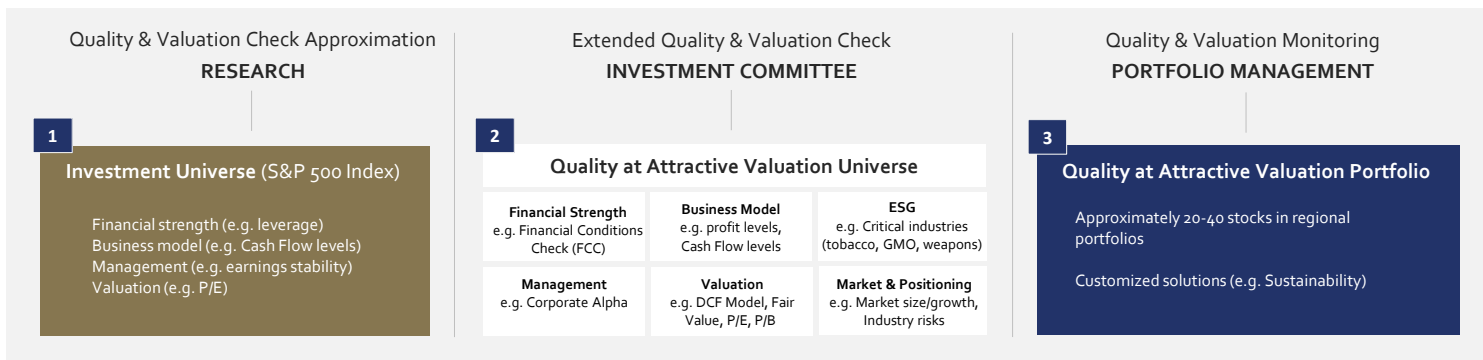 Quality & Valuation Check Approximation
RESEARCH
1
Investment Universe (S&P 500 Index)
Financial strength (e.g. leverage)
Business model (e.g. Cash Flow levels)
Management (e.g. earnings stability)
Valuation (e.g. P/E)
Extended Quality & Valuation Check
INVESTMENT COMMITTEE
2
Quality at Attractive Valuation Universe
Financial Strength
e.g. Financial Conditions
Check (FCC)
Business Model
e.g. profit levels,
Cash Flow levels
ESG
e.g. Critical industries
(tobacco, GMO, weapons)
Management
e.g. Corporate Alpha
Valuation
e.g. DCF Model, Fair
Value, P/E, P/B
Market & Positioning
e.g. Market size/growth,
Industry risks
Quality & Valuation Monitoring
PORTFOLIO MANAGEMENT
3
Quality at Attractive Valuation Portfolio
Approximately 20-40 stocks in regional
portfolios
Customized solutions (e.g. Sustainability)